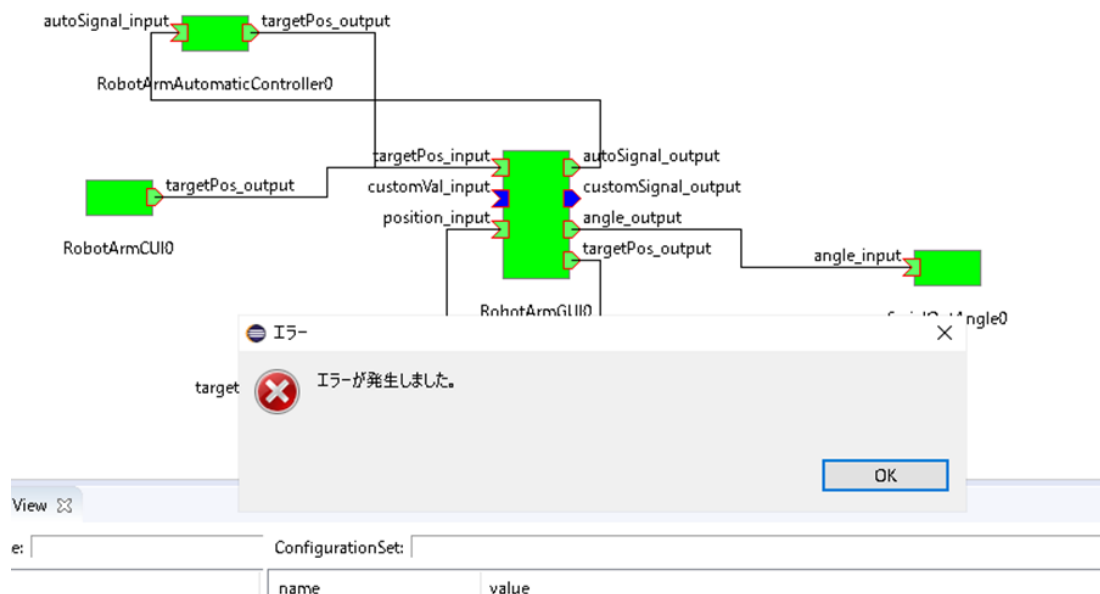 autoSignal_input
targetPos_output
RobotArmAutomaticController0
targetPos_input
autoSignal_output
customVal_input
customSignal_output
targetPos_output
position_input
angle_output
RobotArmCUI0
targetPos_output
angle_input
RobotArmGUI0
Angle0
エラー
target
エラーが発生しました。
OK
View
e:
ConfigurationSet:
name
value